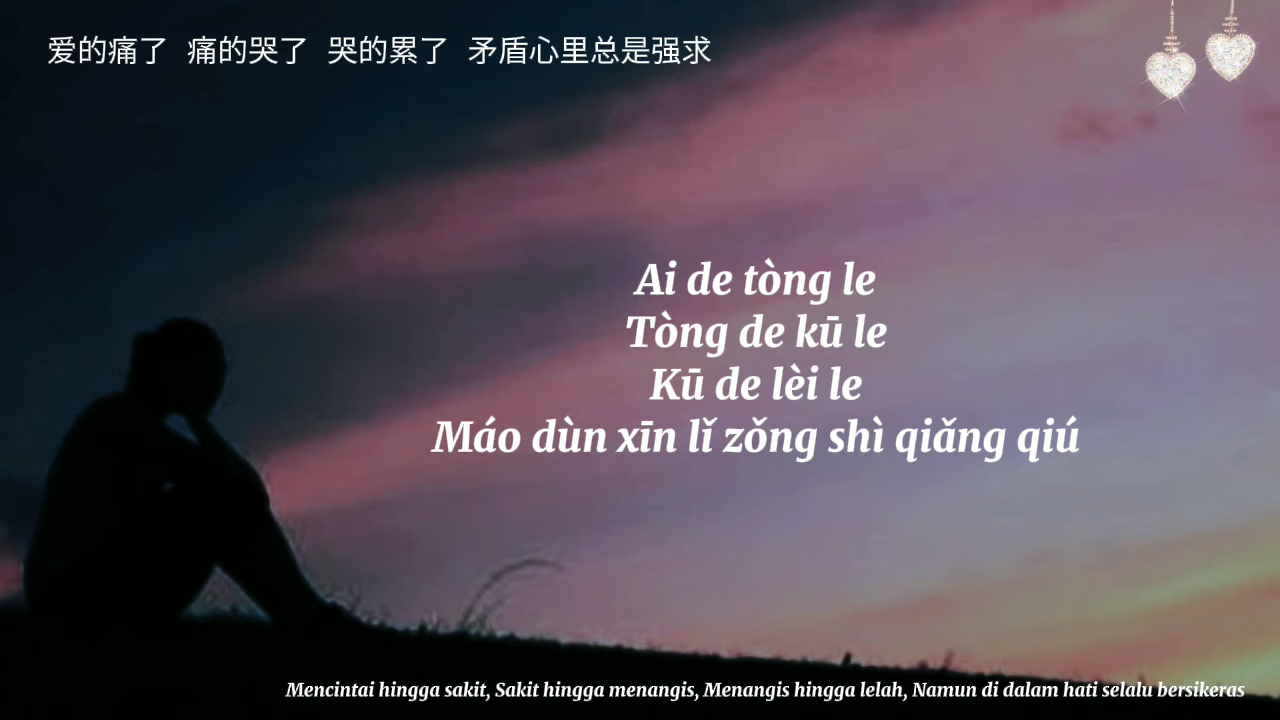 爱的痛了 痛的哭了 哭的累了 矛盾心里总是强求
Ai de tòng le
Tòng de kū le
Kū de lèi le
Máo dùn xīn lǐ zǒng shì qiǎng qiú
Mencintai hingga sakit, Sakit hingga menangis, Menangis hingga lelah, Namun di dalam hati selalu bersikeras